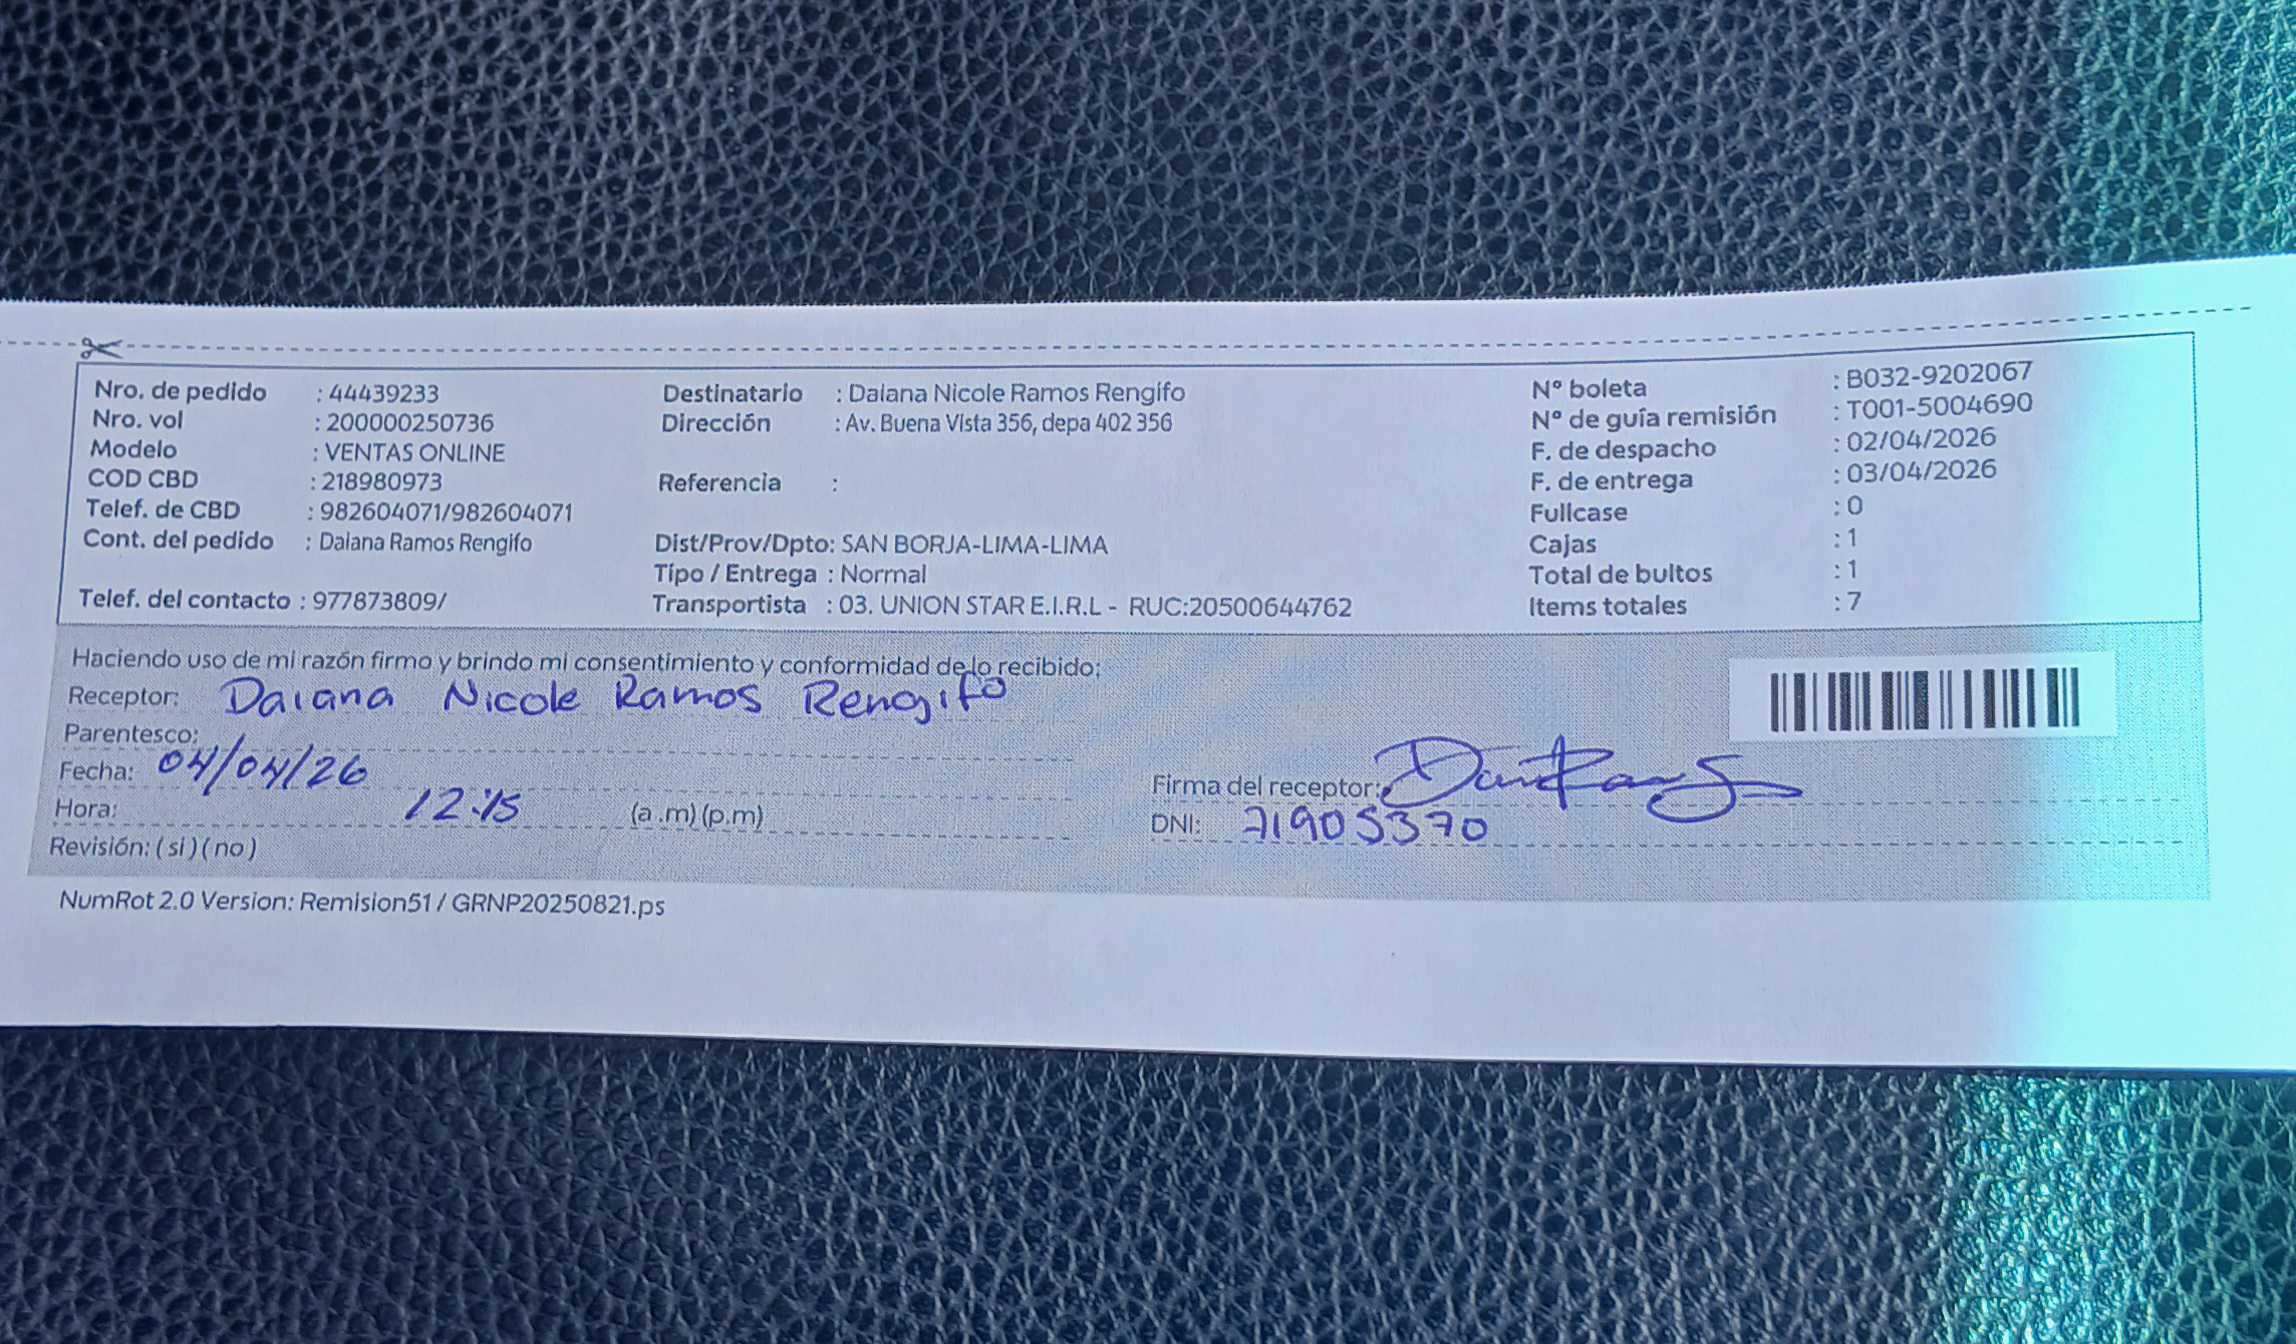 Nro. de pedido : 44439233
Nro. vol : 200000250736
Modelo : VENTAS ONLINE
COD CBD : 218980973
Telef. de CBD : 982604071/982604071
Cont. del pedido : Daiana Ramos Rengifo
Telef. del contacto : 977873809/
Destinatario : Daiana Nicole Ramos Rengifo
Dirección : Av. Buena Vista 356, depa 402 356
Referencia :
Dist/Prov/Dpto: SAN BORJA-LIMA-LIMA
Tipo / Entrega : Normal
Transportista : 03. UNION STAR E.I.R.L - RUC:20500644762
N° boleta : B032-9202067
N° de guía remisión : T001-5004690
F. de despacho : 02/04/2026
F. de entrega : 03/04/2026
Fullcase : 0
Cajas : 1
Total de bultos : 1
Items totales : 7
Haciendo uso de mi razón firmo y brindo mi consentimiento y conformidad de lo recibido:
Receptor: Daiana Nicole Ramos Rengifo
Parentesco:
Fecha: 04/04/26
Hora: 12:15 (a.m) (p.m)
Revisión: ( si ) ( no )
Firma del receptor:
DNI: 71905370
NumRot 2.0 Version: Remision51 / GRNP20250821.ps